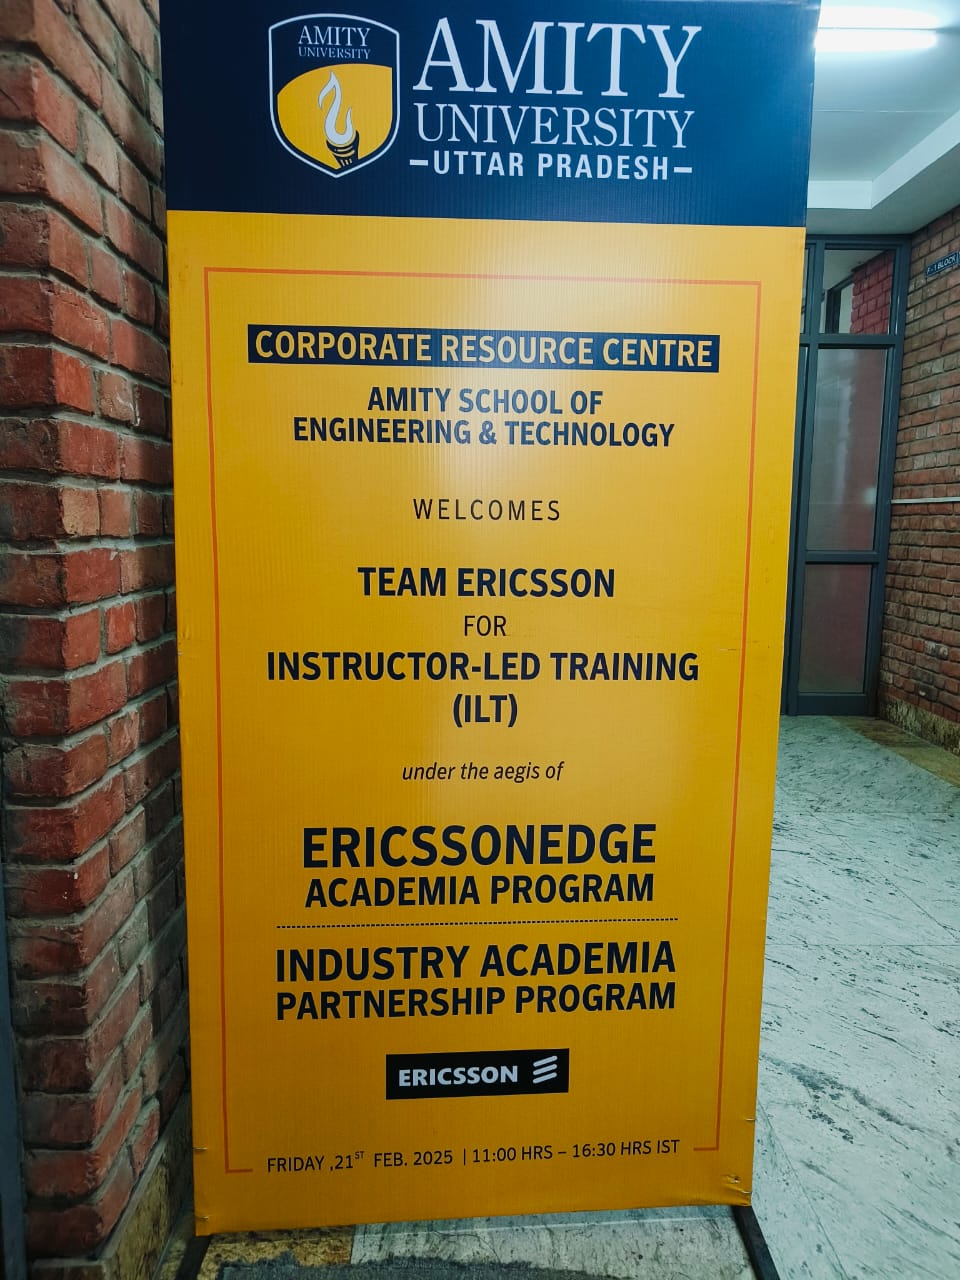 AMITY
UNIVERSITY
AMITY
UNIVERSITY
–UTTAR PRADESH–
CORPORATE RESOURCE CENTRE
AMITY SCHOOL OF
ENGINEERING & TECHNOLOGY
WELCOMES
TEAM ERICSSON
FOR
INSTRUCTOR-LED TRAINING
(ILT)
under the aegis of
ERICSSONEDGE
ACADEMIA PROGRAM
INDUSTRY ACADEMIA
PARTNERSHIP PROGRAM
ERICSSON
FRIDAY ,21ST FEB. 2025 | 11:00 HRS – 16:30 HRS IST
F-1 BLOCK